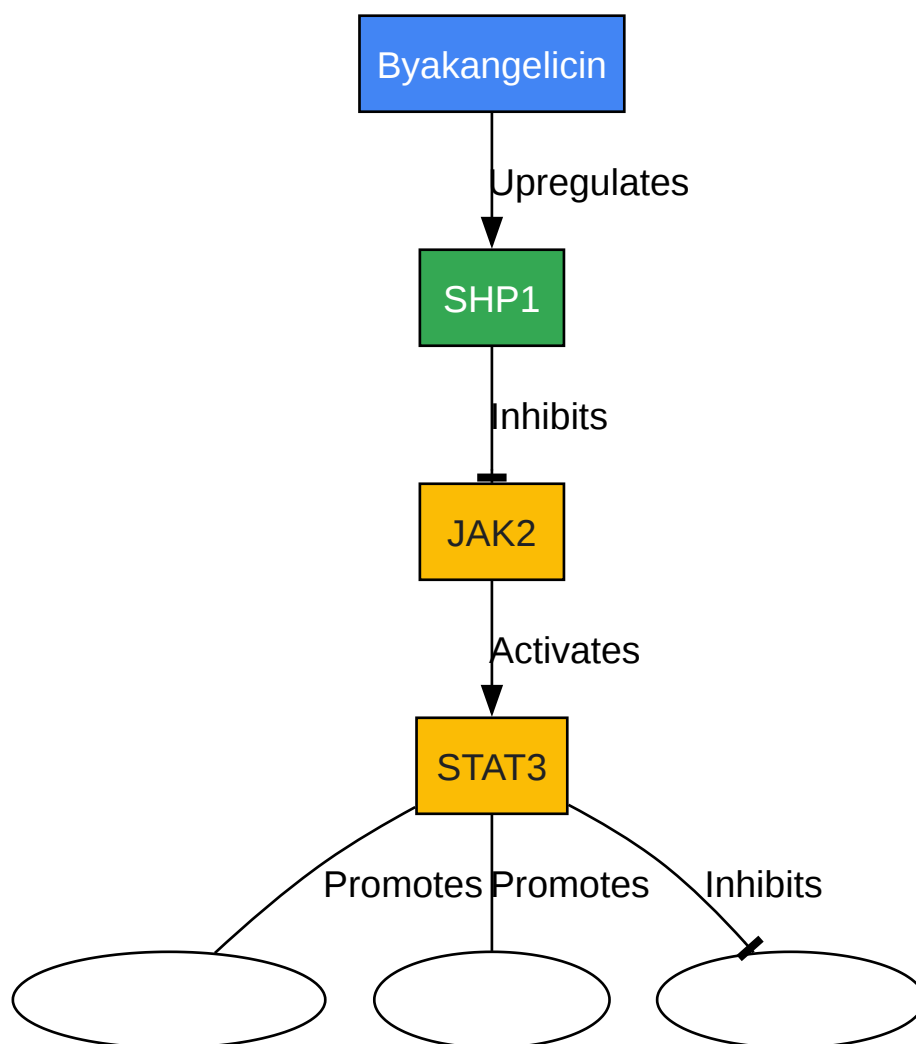 Byakangelicin
Upregulates
SHP1
Inhibits
JAK2
Activates
STAT3
Promotes
Promotes
Inhibits